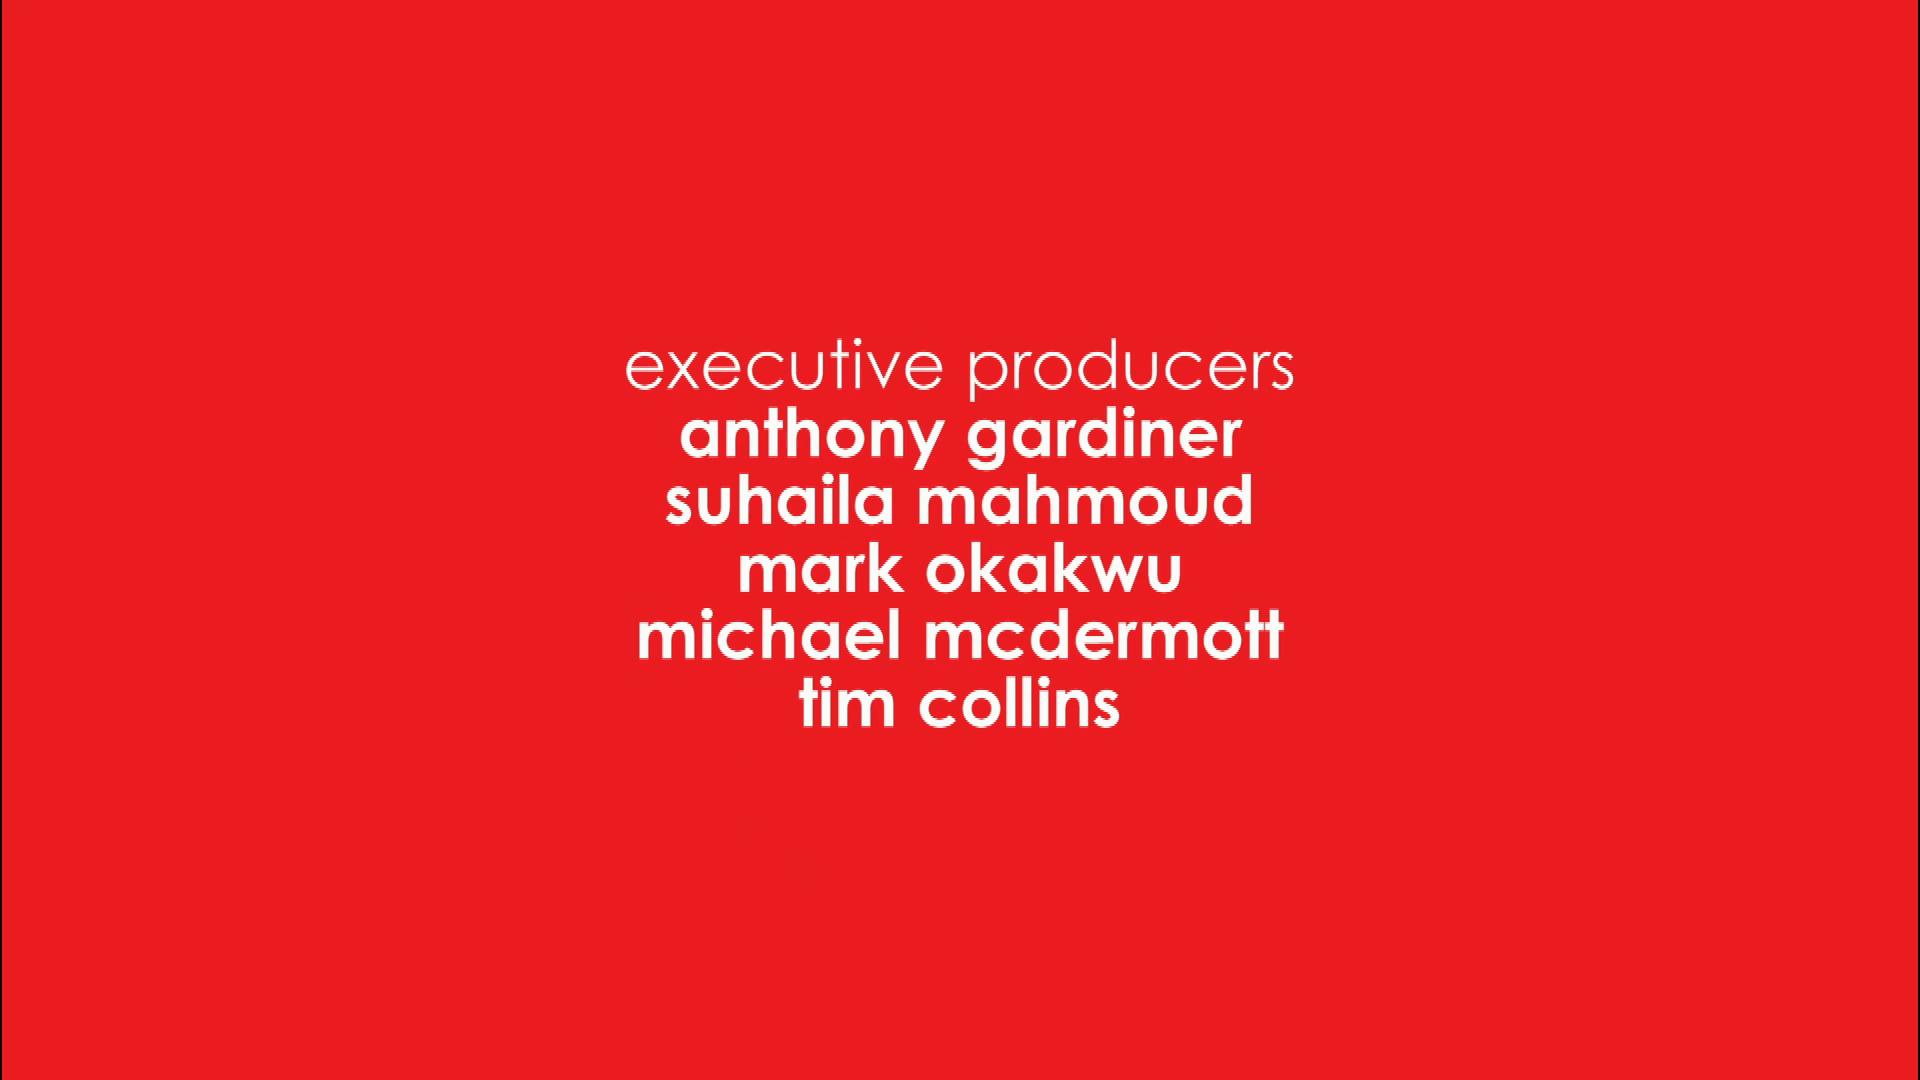 executive producers
anthony gardiner
suhaila mahmoud
mark okakwu
michael mcdermott
tim collins